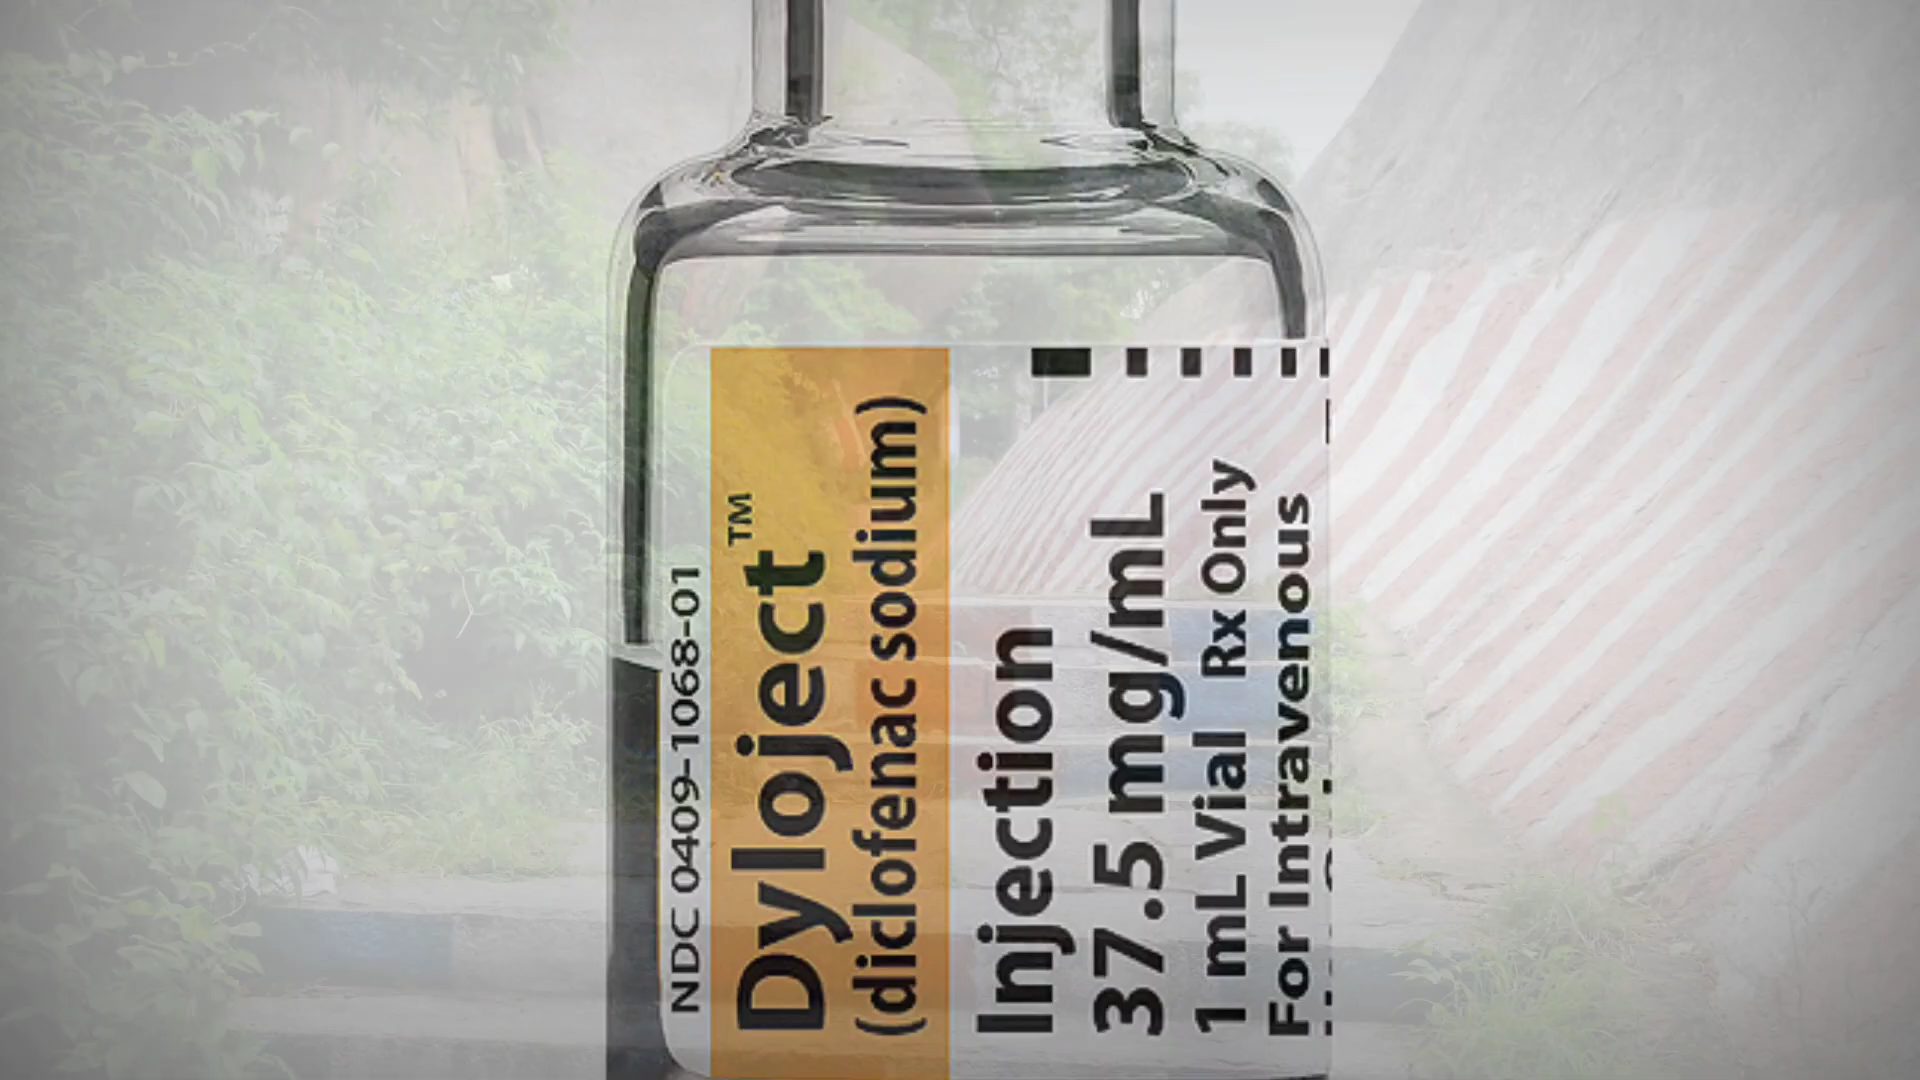 NDC 0409-1068-01
Dyloject™
(diclofenac sodium)
Injection
37.5 mg/mL
1 mL Vial Rx Only
For Intravenous